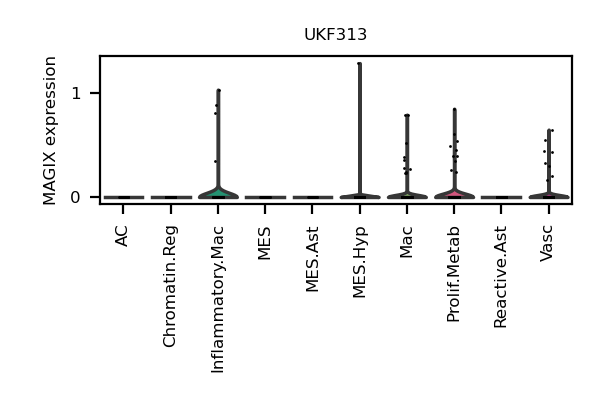 UKF313
MAGIX expression
1
0
AC
Chromatin.Reg
Inflammatory.Mac
MES
MES.Ast
MES.Hyp
Mac
Prolif.Metab
Reactive.Ast
Vasc